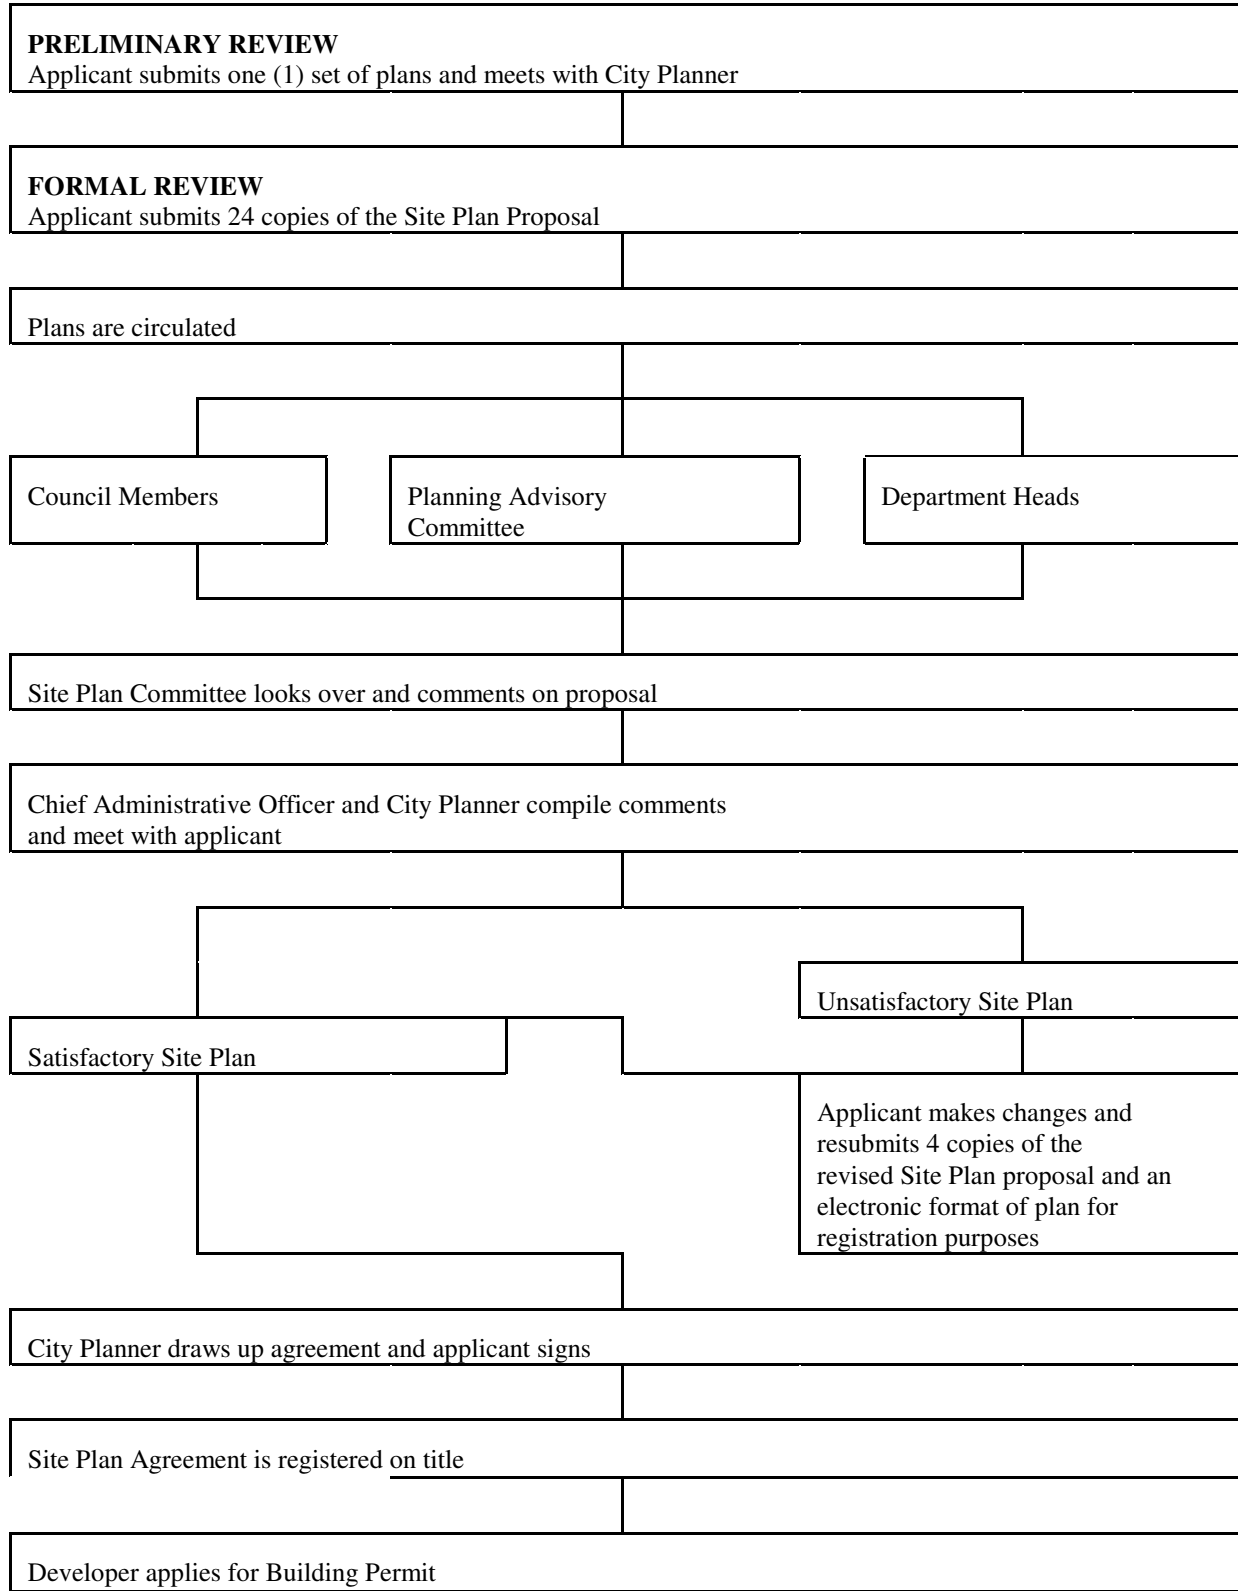 PRELIMINARY REVIEW
Applicant submits one (1) set of plans and meets with City Planner
FORMAL REVIEW
Applicant submits 24 copies of the Site Plan Proposal
Plans are circulated
Council Members
Planning Advisory
Committee
Department Heads
Site Plan Committee looks over and comments on proposal
Chief Administrative Officer and City Planner compile comments
and meet with applicant
Unsatisfactory Site Plan
Satisfactory Site Plan
Applicant makes changes and
resubmits 4 copies of the
revised Site Plan proposal and an
electronic format of plan for
registration purposes
City Planner draws up agreement and applicant signs
Site Plan Agreement is registered on title
Developer applies for Building Permit